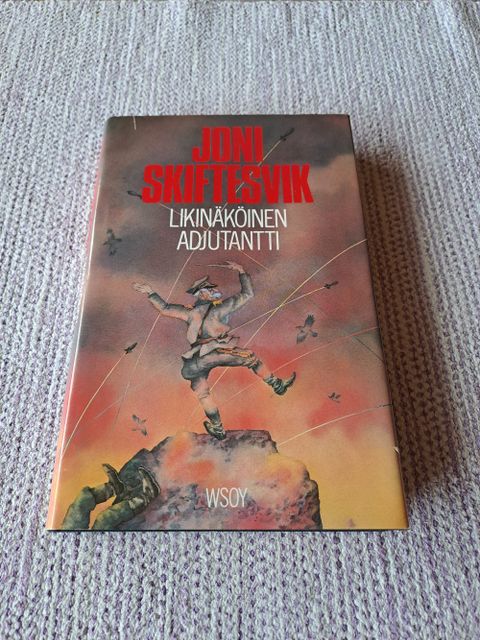 JONI
SKIFTESVIK
LIKINÄKÖINEN
ADJUTANTTI
WSOY